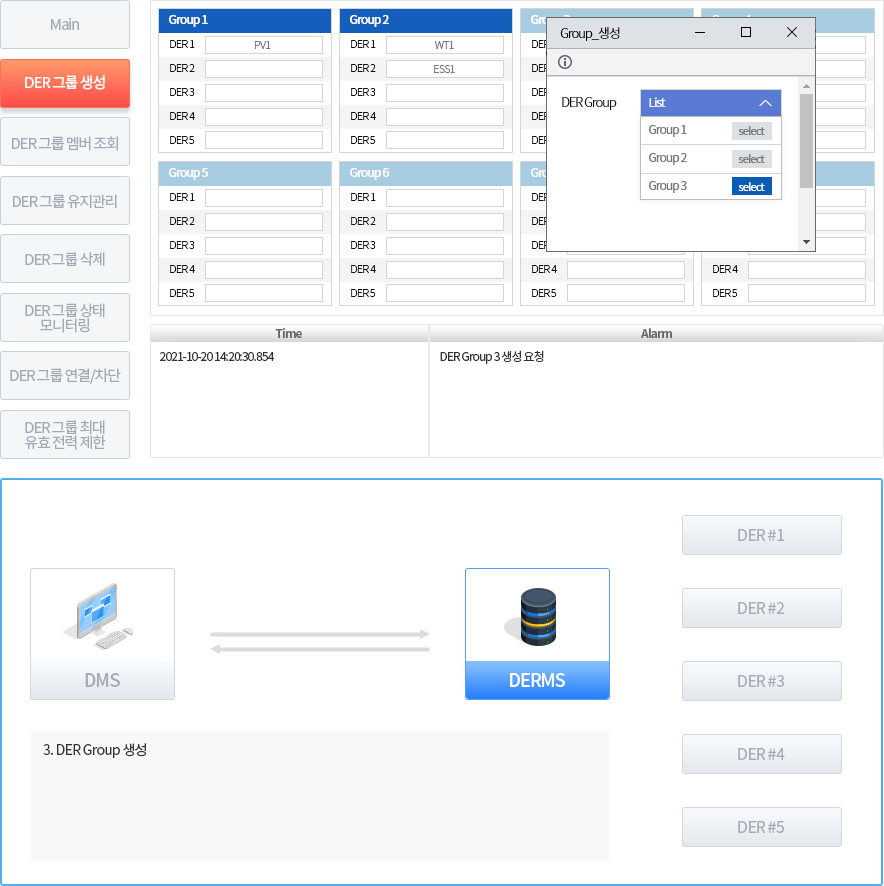 Main
DER 그룹 생성
DER 그룹 멤버 조회
DER 그룹 유지관리
DER 그룹 삭제
DER 그룹 상태
모니터링
DER 그룹 연결/차단
DER 그룹 최대
유효 전력 제한
Group 1
DER 1 PV1
DER 2
DER 3
DER 4
DER 5
Group 2
DER 1 WT1
DER 2 ESS1
DER 3
DER 4
DER 5
Group 5
DER 1
DER 2
DER 3
DER 4
DER 5
Group 6
DER 1
DER 2
DER 3
DER 4
DER 5
DER 4
DER 5
DER 4
DER 5
Group_생성
DER Group
List
Group 1 select
Group 2 select
Group 3 select
Time Alarm
2021-10-20 14:20:30.854 DER Group 3 생성 요청
DMS
DERMS
3. DER Group 생성
DER #1
DER #2
DER #3
DER #4
DER #5